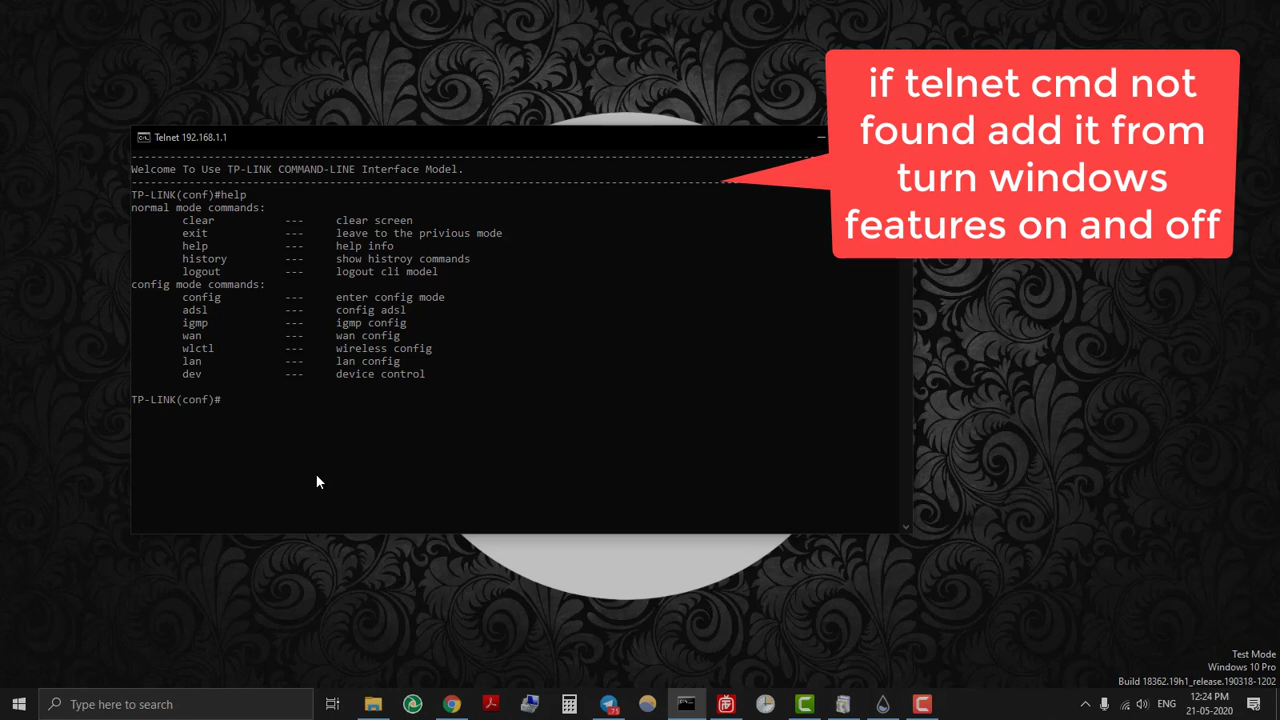 if telnet cmd not
found add it from
turn windows
features on and off
Telnet 192.168.1.1
Welcome To Use TP-LINK COMMAND-LINE Interface Model.
TP-LINK(conf)#help
normal mode commands:
clear --- clear screen
exit --- leave to the privious mode
help --- help info
history --- show histroy commands
logout --- logout cli model
config mode commands:
config --- enter config mode
adsl --- config adsl
igmp --- igmp config
wan --- wan config
wlctl --- wireless config
lan --- lan config
dev --- device control
TP-LINK(conf)#
Test Mode
Windows 10 Pro
Build 18362.19h1_release.190318-1202
Type here to search
ENG
12:24 PM
21-05-2020